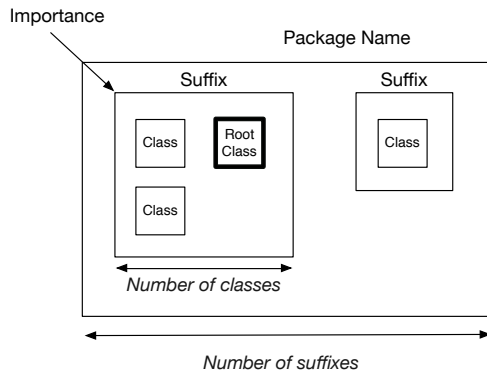 Importance
Package Name
Suffix
Suffix
Class
Root
Class
Class
Class
Number of classes
Number of suffixes